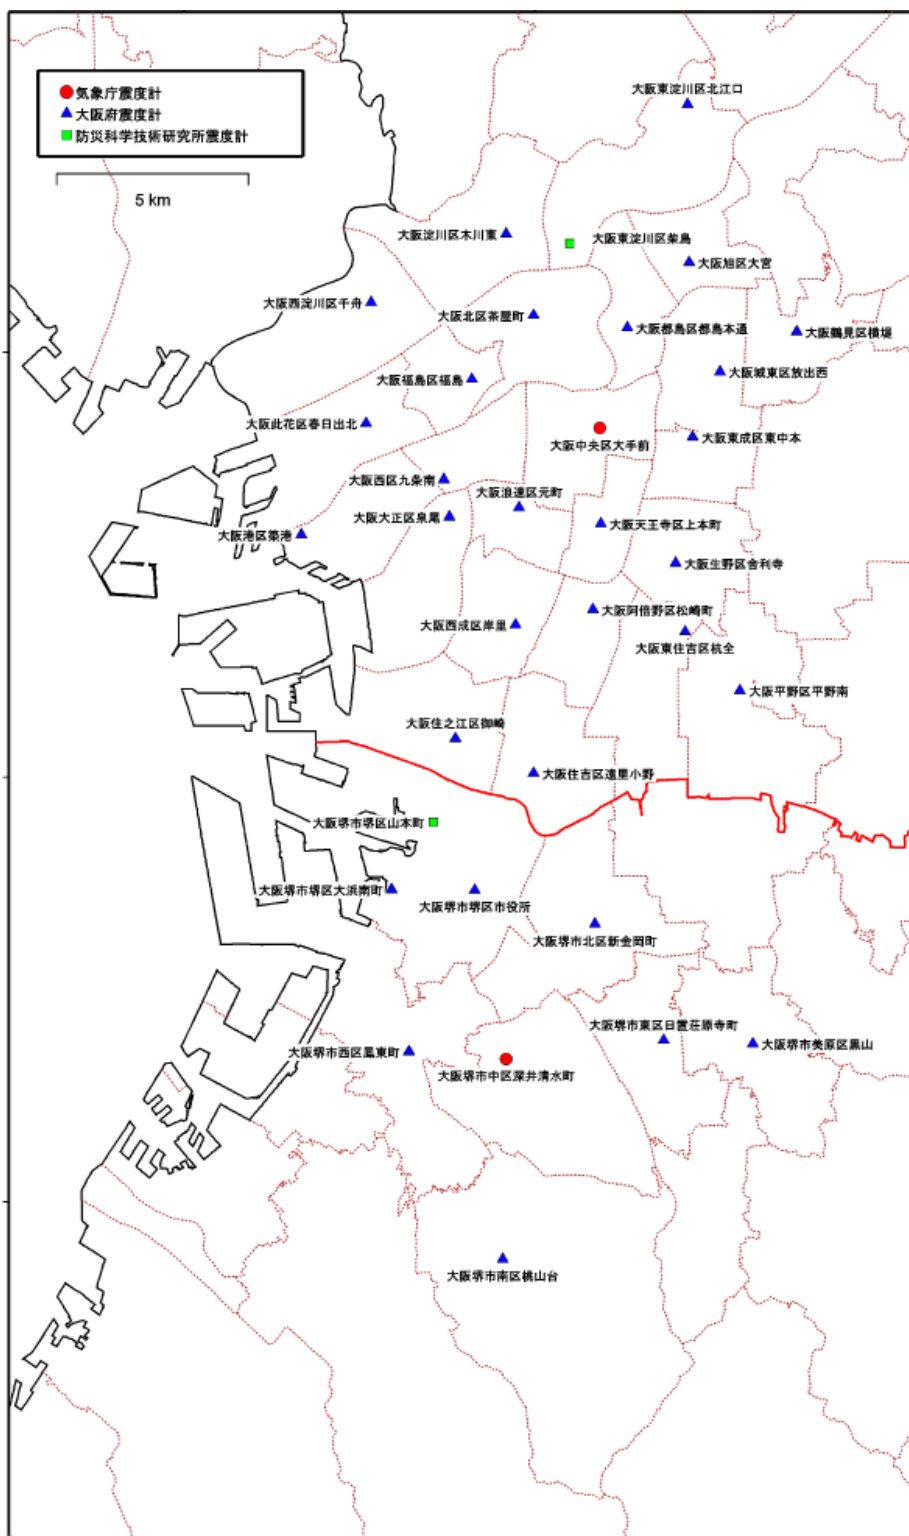 気象庁震度計
大阪府震度計
防災科学技術研究所震度計
5 km
大阪東淀川区北江口
大阪淀川区木川東
大阪東淀川区柴島
大阪旭区大宮
大阪西淀川区千舟
大阪北区茶屋町
大阪都島区都島本通
大阪鶴見区横堤
大阪福島区福島
大阪城東区放出西
大阪此花区春日出北
大阪中央区大手前
大阪東成区東中本
大阪西区九条南
大阪浪速区元町
大阪大正区泉尾
大阪天王寺区上本町
大阪港区築港
大阪生野区舎利寺
大阪阿倍野区松崎町
大阪西成区岸里
大阪東住吉区杭全
大阪平野区平野南
大阪住之江区御崎
大阪住吉区遠里小野
大阪堺市堺区山本町
大阪堺市堺区大浜南町
大阪堺市堺区市役所
大阪堺市北区新金岡町
大阪堺市東区日置荘原寺町
大阪堺市美原区黒山
大阪堺市西区鳳東町
大阪堺市中区深井清水町
大阪堺市南区桃山台